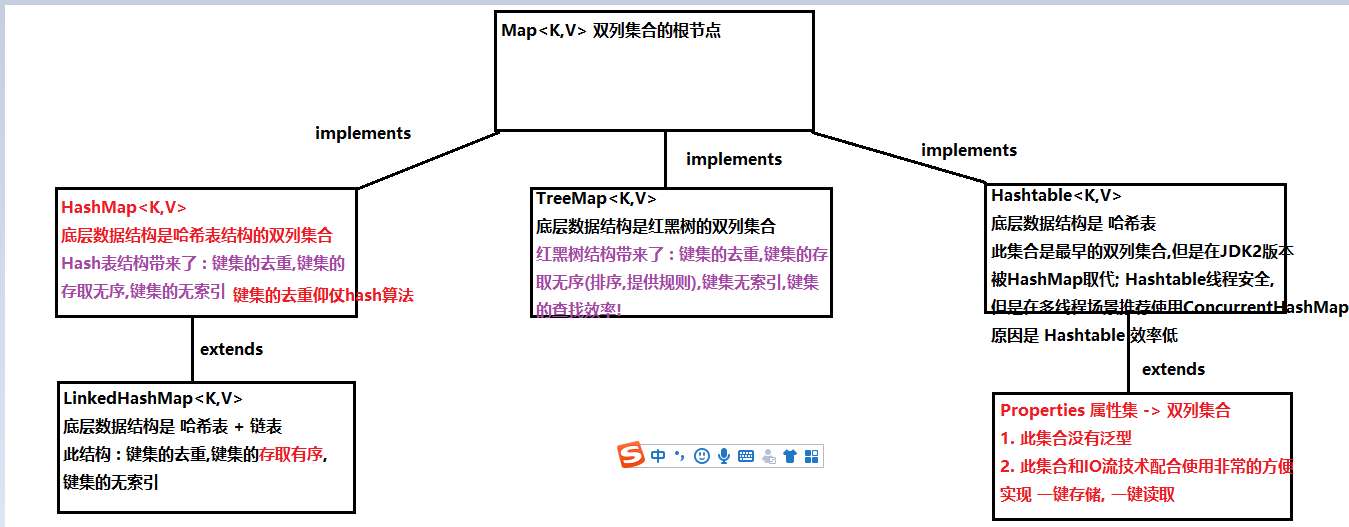 Map<K,V> 双列集合的根节点
implements
implements
implements
HashMap<K,V>
底层数据结构是哈希表结构的双列集合
Hash表结构带来了 : 键集的去重,键集的
存取无序,键集的无索引
键集的去重仰仗hash算法
TreeMap<K,V>
底层数据结构是红黑树的双列集合
红黑树结构带来了 : 键集的去重,键集的存
取无序(排序,提供规则),键集无索引,键集
的查找效率!
Hashtable<K,V>
底层数据结构是 哈希表
此集合是最早的双列集合,但是在JDK2版本
被HashMap取代; Hashtable线程安全,
但是在多线程场景推荐使用ConcurrentHashMap
原因是 Hashtable 效率低
extends
extends
LinkedHashMap<K,V>
底层数据结构是 哈希表 + 链表
此结构 : 键集的去重,键集的存取有序,
键集的无索引
Properties 属性集 -> 双列集合
1. 此集合没有泛型
2. 此集合和IO流技术配合使用非常的方便
实现 一键存储, 一键读取
S 中